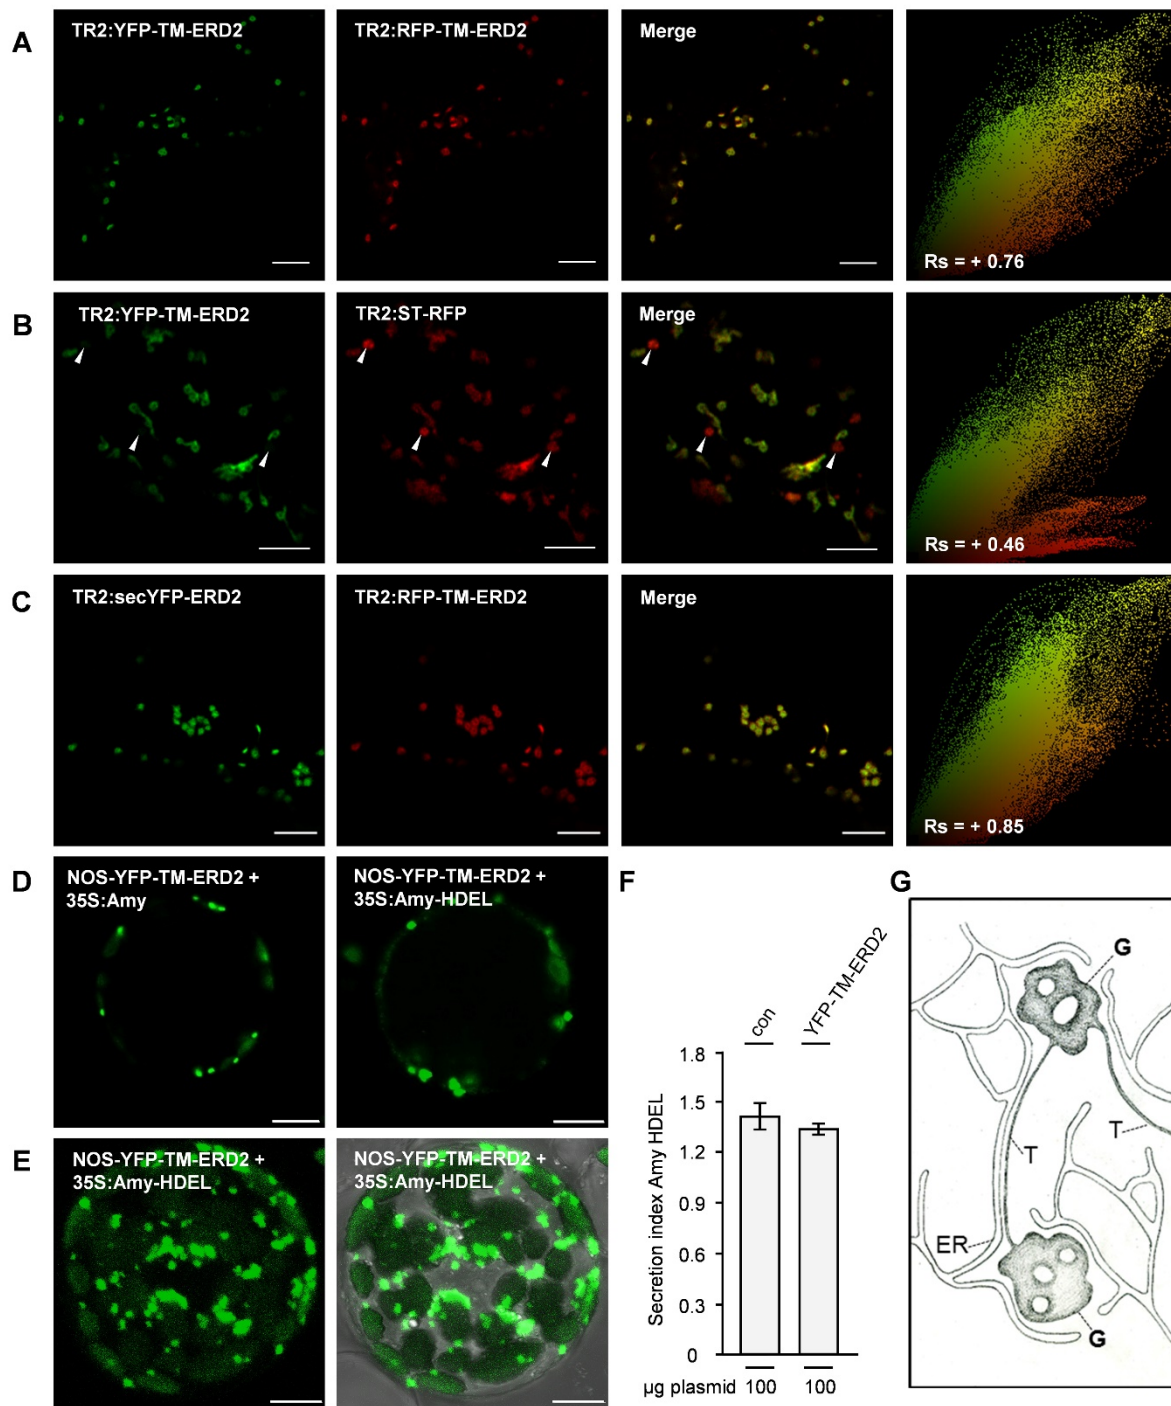 A
TR2:YFP-TM-ERD2
TR2:RFP-TM-ERD2
Merge
Rs = + 0.76
B
TR2:YFP-TM-ERD2
TR2:ST-RFP
Merge
Rs = + 0.46
C
TR2:secYFP-ERD2
TR2:RFP-TM-ERD2
Merge
Rs = + 0.85
D
NOS-YFP-TM-ERD2 +
35S:Amy
NOS-YFP-TM-ERD2 +
35S:Amy-HDEL
E
NOS-YFP-TM-ERD2 +
35S:Amy-HDEL
NOS-YFP-TM-ERD2 +
35S:Amy-HDEL
F
con
YFP-TM-ERD2
Secretion index Amy HDEL
1.8
1.5
1.2
0.9
0.6
0.3
0
µg plasmid 100 100
G
G
T
T
ER
G